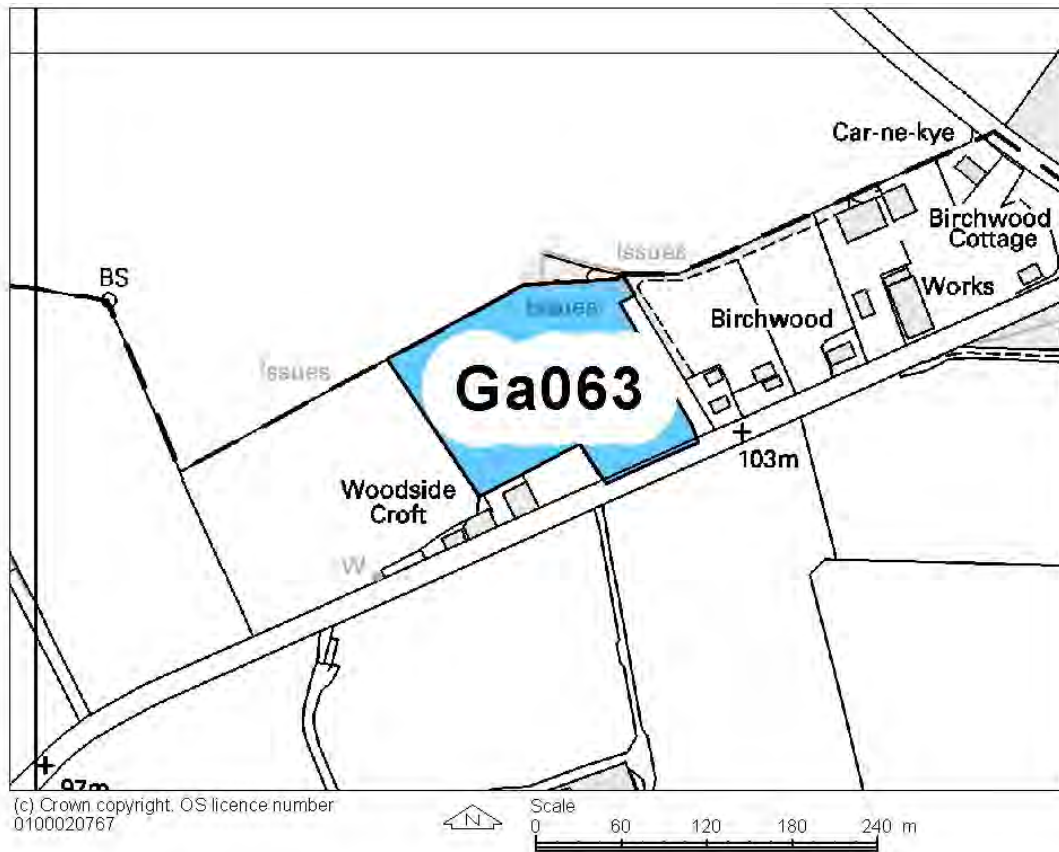 Car-ne-kye
Birchwood
Cottage
Issues
BS
Issues
Works
Birchwood
Issues
Ga063
103m
Woodside
Croft
W
97m
(c) Crown copyright. OS licence number
0100020767
N
Scale
0 60 120 180 240 m